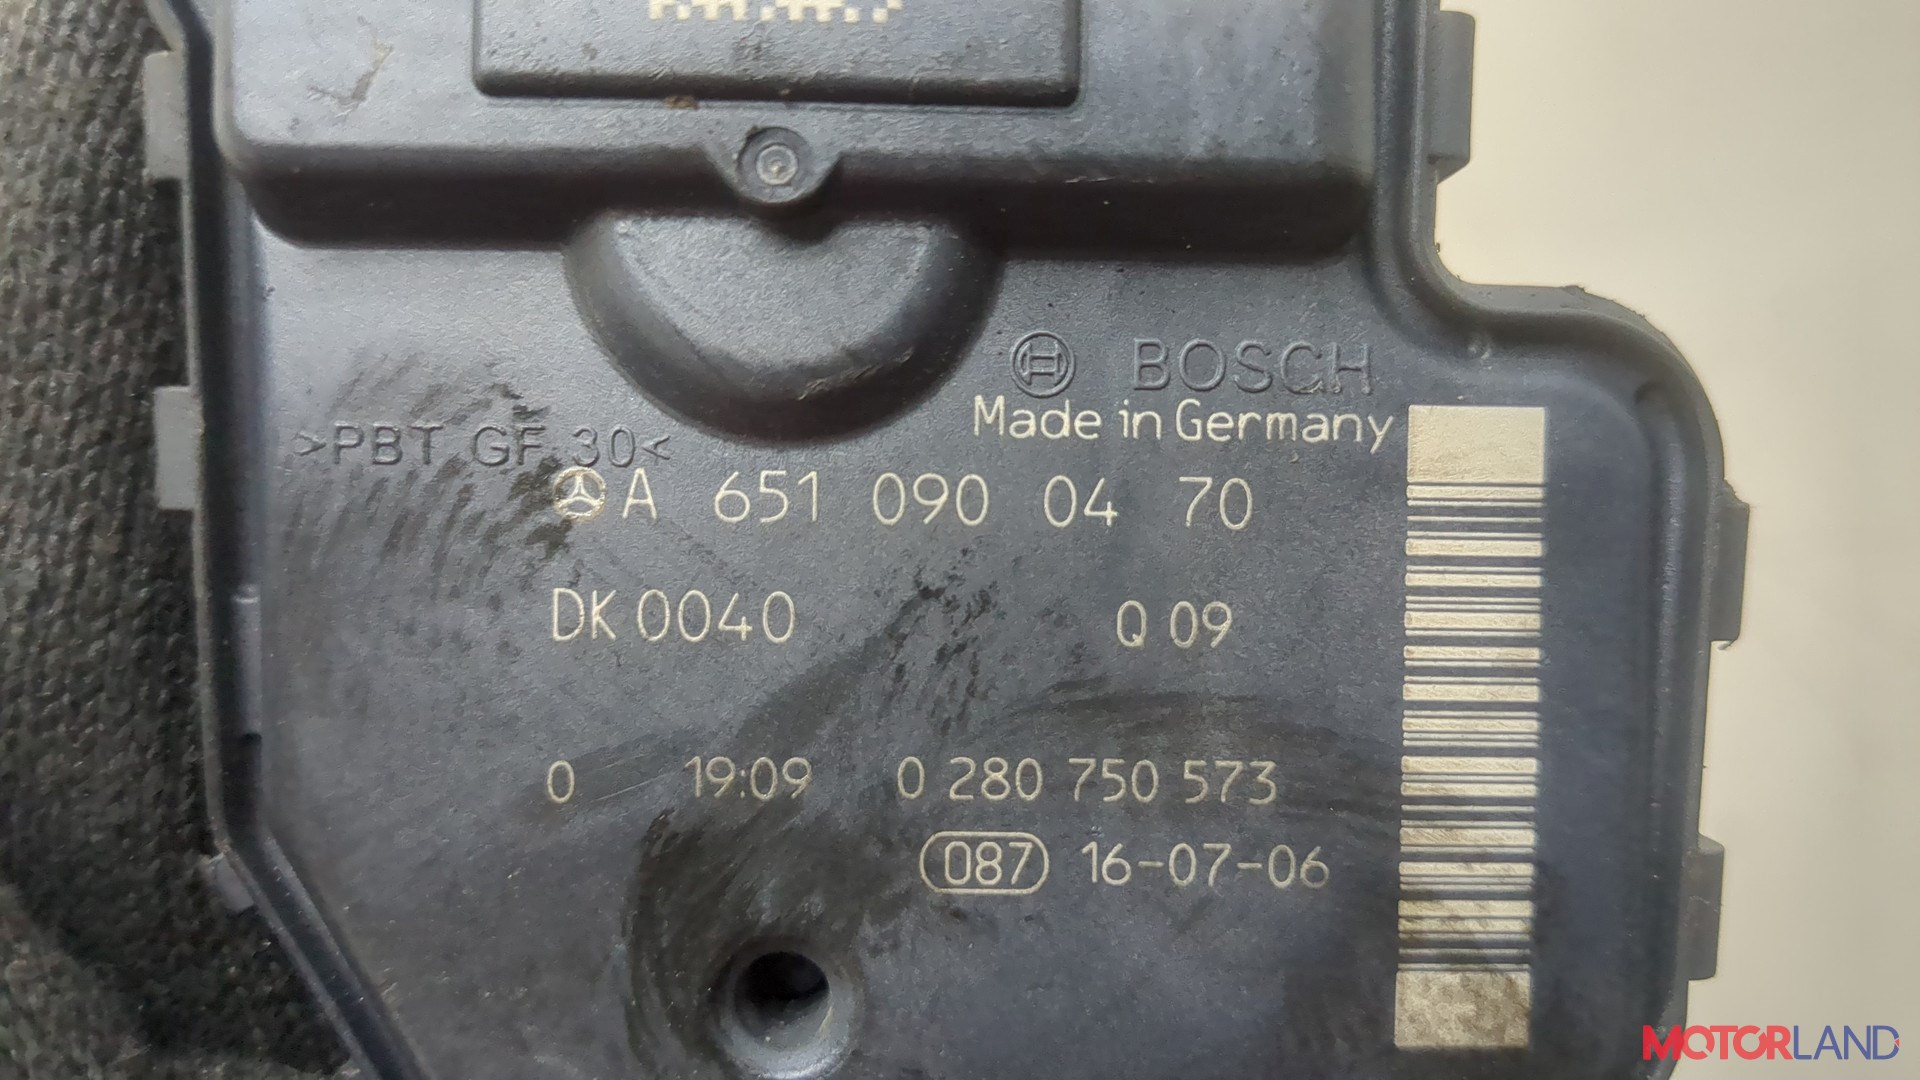 BOSCH
Made in Germany
>PBT GF 30<
A 651 090 04 70
DK 0040 Q 09
0 19:09 0 280 750 573
087 16-07-06
MOTORLAND